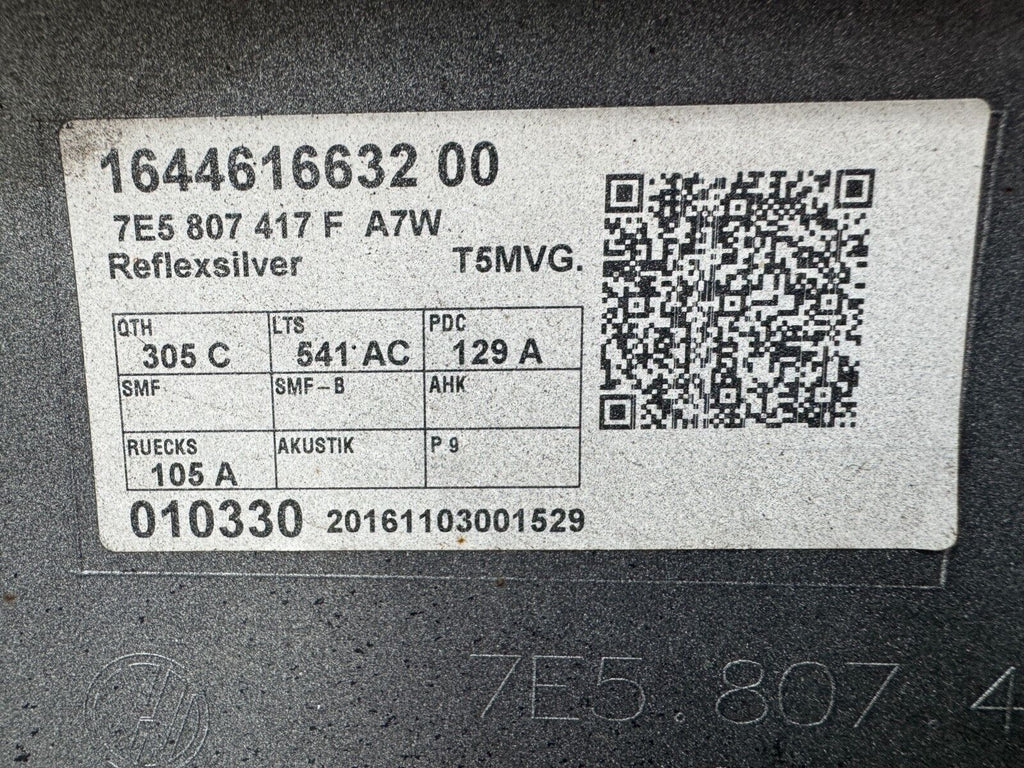 1644616632 00
7E5 807 417 F A7W
Reflexsilver T5MVG.
QTH LTS PDC
305 C 541 AC 129 A
SMF SMF-B AHK
RUECKS AKUSTIK P 9
105 A
010330 20161103001529
7E5.807 4